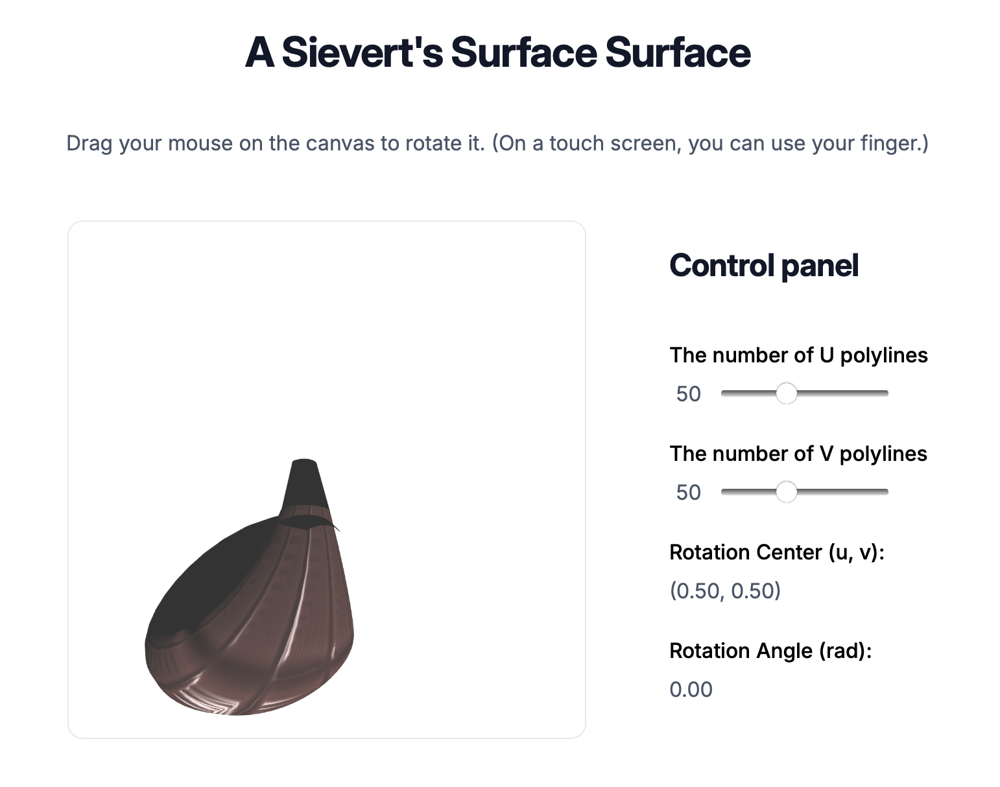 A Sievert's Surface Surface
Drag your mouse on the canvas to rotate it. (On a touch screen, you can use your finger.)
Control panel
The number of U polylines
50
The number of V polylines
50
Rotation Center (u, v):
(0.50, 0.50)
Rotation Angle (rad):
0.00